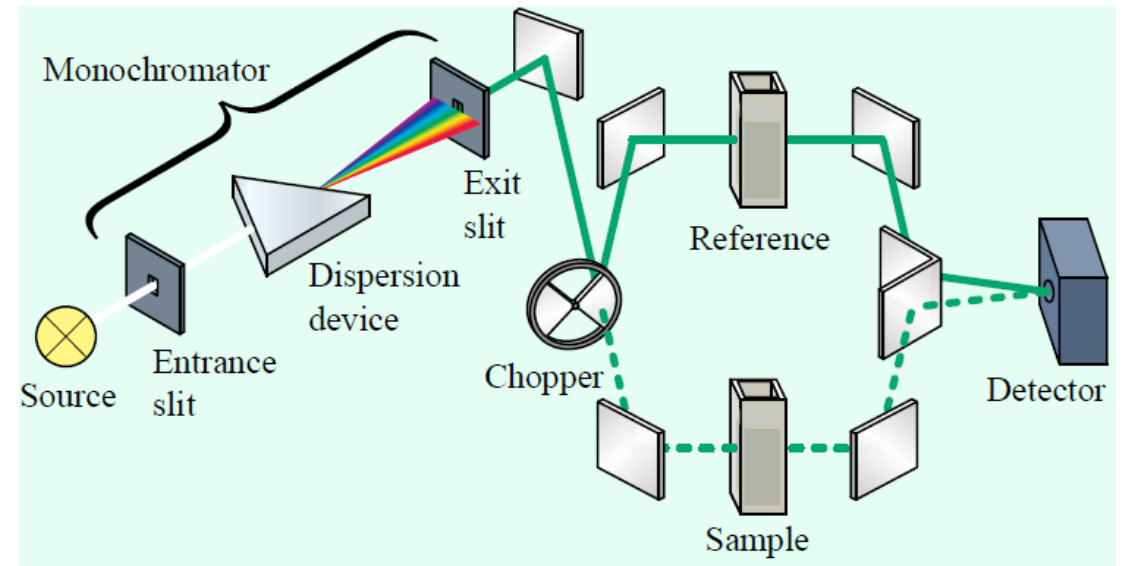 Monochromator
Exit
slit
Reference
Dispersion
device
Entrance
slit
Source
Chopper
Detector
Sample